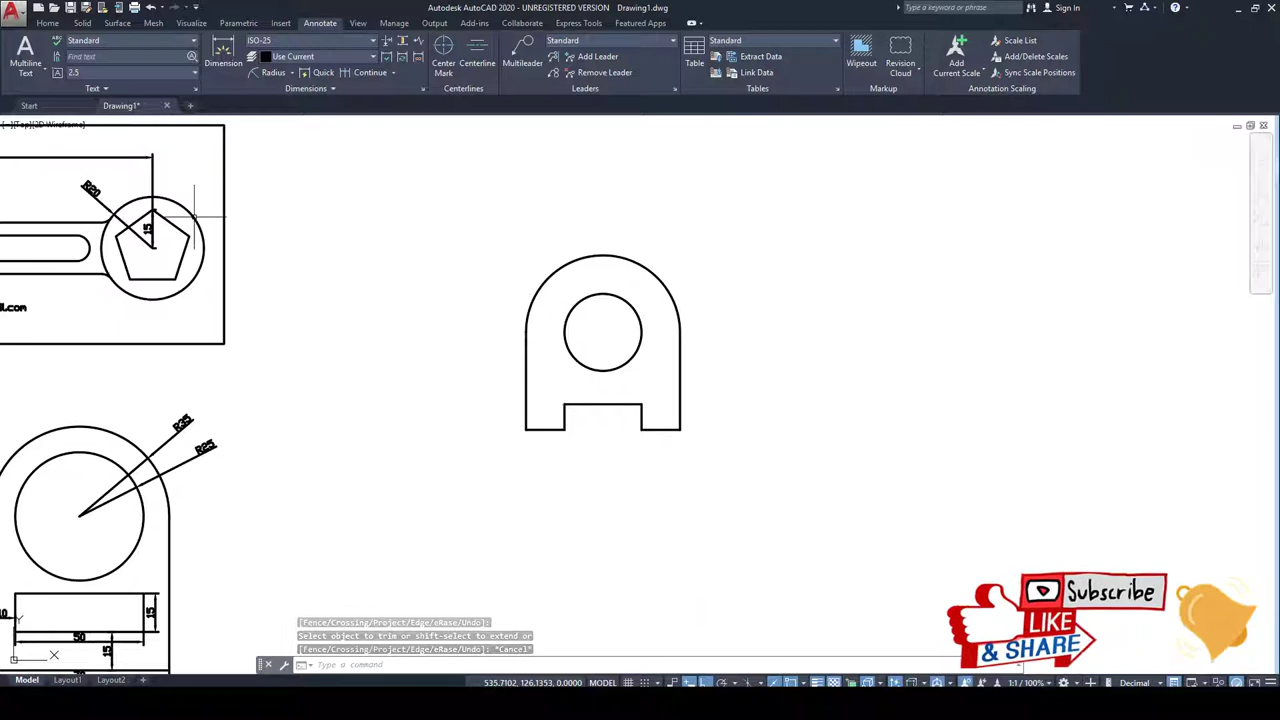 A
Autodesk AutoCAD 2020 - UNREGISTERED VERSION Drawing1.dwg
Type a keyword or phrase
Sign In
Home Solid Surface Mesh Visualize Parametric Insert Annotate View Manage Output Add-ins Collaborate Express Tools Featured Apps
Standard
Find text
2.5
Multiline
Text
Text
ISO-25
Use Current
Dimension
Radius Quick Continue
Dimensions
Center
Mark
Centerline
Centerlines
Standard
Multileader
Add Leader
Remove Leader
Leaders
Standard
Table
Extract Data
Link Data
Tables
Wipeout
Revision
Cloud
Markup
Add
Current Scale
Scale List
Add/Delete Scales
Sync Scale Positions
Annotation Scaling
Start Drawing1*
[-][Top][2D Wireframe]
R20
15
R35
R25
15
50
15
Y
X
[Fence/Crossing/Project/Edge/eRase/Undo]:
Select object to trim or shift-select to extend or
[Fence/Crossing/Project/Edge/eRase/Undo]: *Cancel*
Type a command
Subscribe
LIKE
& SHARE
Model Layout1 Layout2
535.7102, 126.1353, 0.0000 MODEL
1:1 / 100%
Decimal